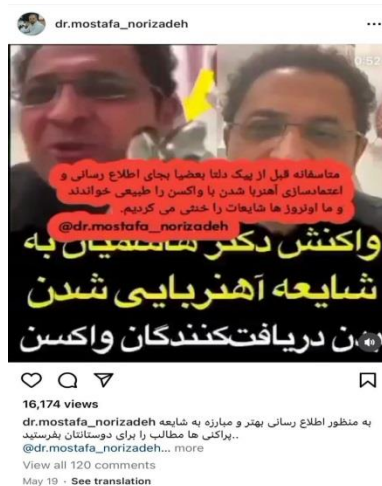 dr.mostafa_norizadeh
0:52
متاسفانه قبل از پیک دلتا بعضیا بجای اطلاع رسانی و
اعتمادسازی آهنربا شدن با واکسن را طبیعی خواندند
و ما اونروز ها شایعات را خنثی می کردیم.
@dr.mostafa_norizadeh
واکنش دکتر هاشمیان به
شایعه آهنربایی شدن
بدن دریافت‌کنندگان واکسن
16,174 views
dr.mostafa_norizadeh به منظور اطلاع رسانی بهتر و مبارزه به شایعه
پراکنی ها مطالب را برای دوستانتان بفرستید..
@dr.mostafa_norizadeh... more
View all 120 comments
May 19 · See translation